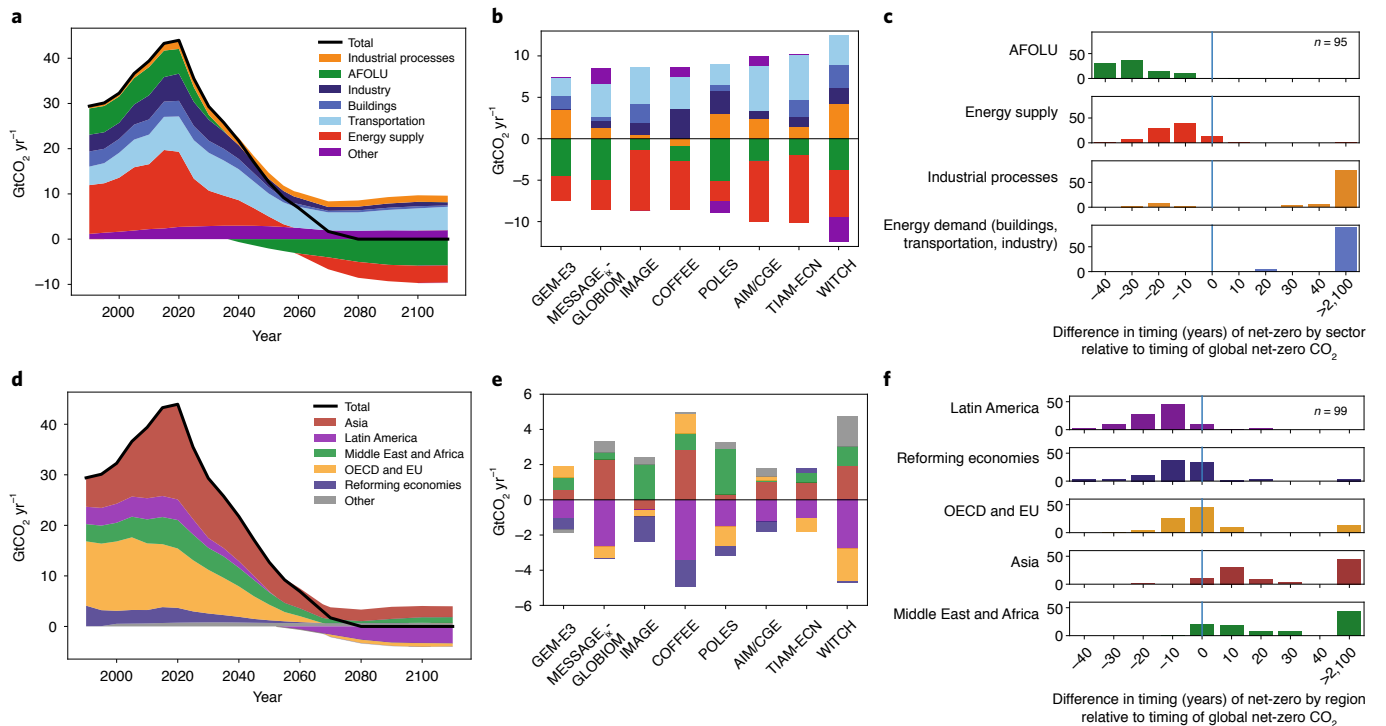 a
Total
Industrial processes
AFOLU
Industry
Buildings
Transportation
Energy supply
Other
40
30
20
10
0
−10
GtCO2 yr−1
2000
2020
2040
2060
2080
2100
Year
b
10
5
0
−5
−10
GtCO2 yr−1
GEM-E3
MESSAGEix-
GLOBIOM
IMAGE
COFFEE
POLES
AIM/CGE
TIAM-ECN
WITCH
c
AFOLU
50
0
n = 95
Energy supply
50
0
Industrial processes
50
0
Energy demand (buildings,
transportation, industry)
50
0
−40
−30
−20
−10
0
10
20
30
40
>2,100
Difference in timing (years) of net-zero by sector
relative to timing of global net-zero CO2
d
Total
Asia
Latin America
Middle East and Africa
OECD and EU
Reforming economies
Other
40
20
10
0
GtCO2 yr−1
2000
2020
2040
2060
2080
2100
Year
e
6
4
2
0
−2
−4
−6
GtCO2 yr−1
GEM-E3
MESSAGEix-
GLOBIOM
IMAGE
COFFEE
POLES
AIM/CGE
TIAM-ECN
WITCH
f
Latin America
50
0
n = 99
Reforming economies
50
0
OECD and EU
50
0
Asia
50
0
Middle East and Africa
50
0
−40
−30
−20
−10
0
10
20
30
40
>2,100
Difference in timing (years) of net-zero by region
relative to timing of global net-zero CO2